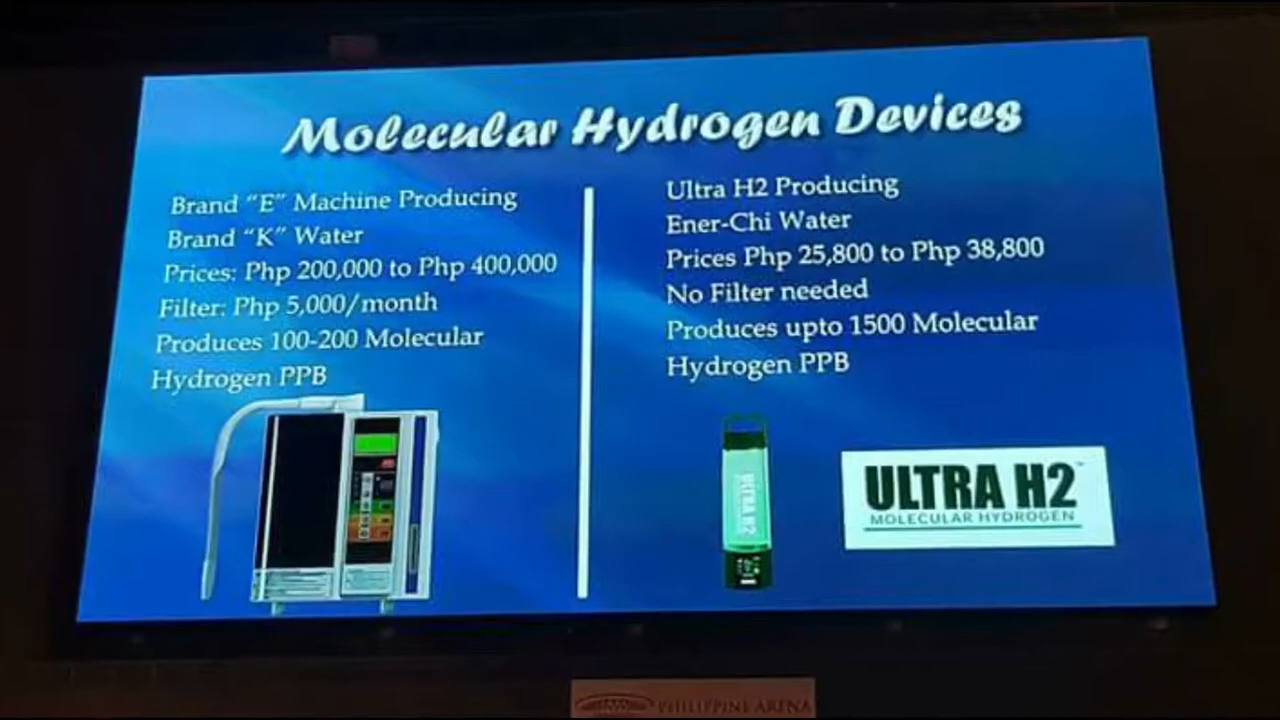 Molecular Hydrogen Devices
Brand "E" Machine Producing
Brand "K" Water
Prices: Php 200,000 to Php 400,000
Filter: Php 5,000/month
Produces 100-200 Molecular
Hydrogen PPB
Ultra H2 Producing
Ener-Chi Water
Prices Php 25,800 to Php 38,800
No Filter needed
Produces upto 1500 Molecular
Hydrogen PPB
ULTRA H2
ULTRA H2™
MOLECULAR HYDROGEN
PHILIPPINE ARENA